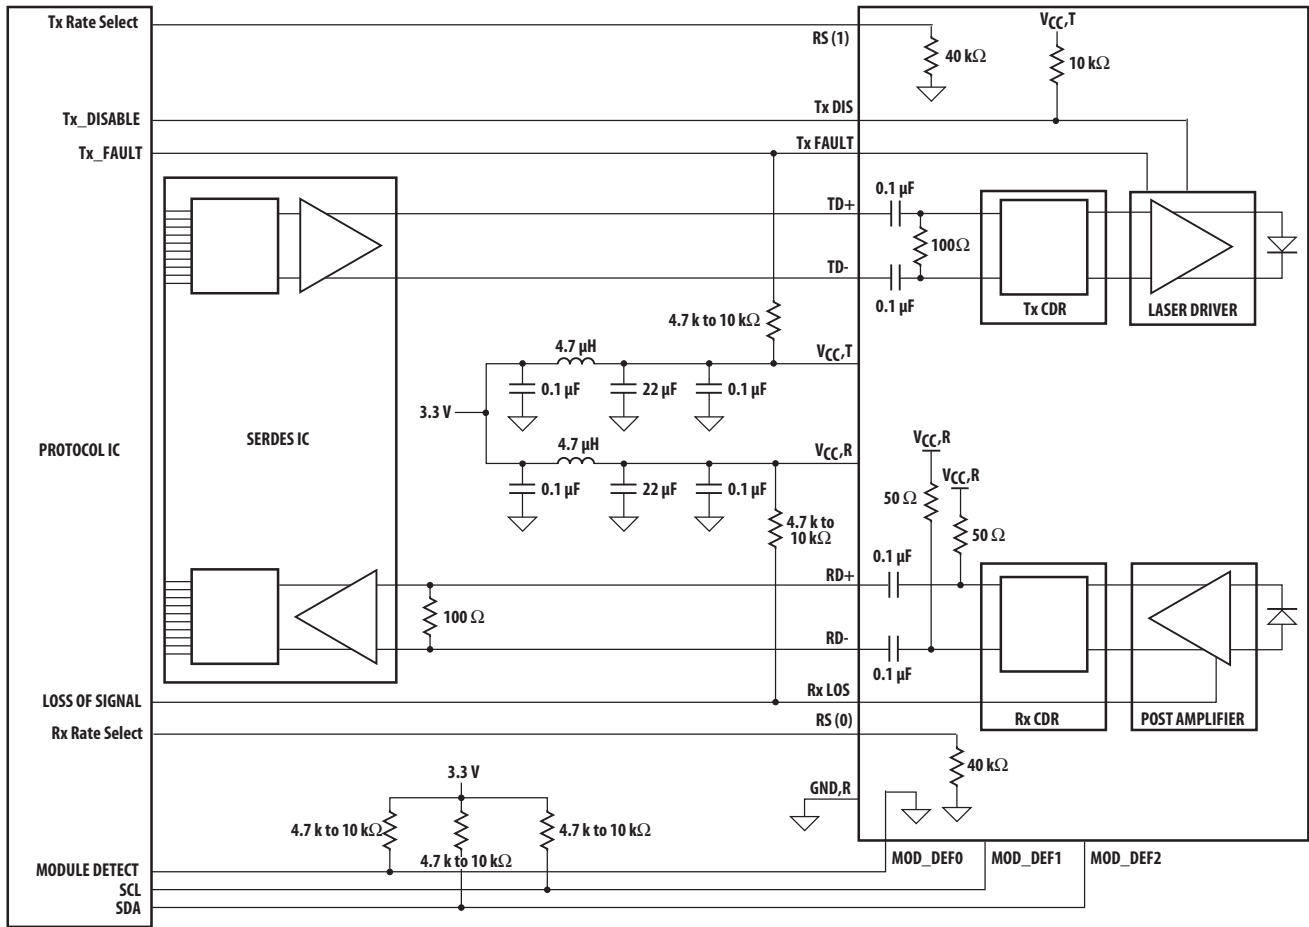 Tx Rate Select
RS (1)
40 kΩ
VCC,T
10 kΩ
Tx_DISABLE
Tx DIS
Tx_FAULT
Tx FAULT
0.1 µF
TD+
100Ω
TD-
0.1 µF
Tx CDR
LASER DRIVER
4.7 k to 10 kΩ
4.7 µH
VCC,T
0.1 µF
22 µF
0.1 µF
3.3 V
PROTOCOL IC
SERDES IC
4.7 µH
VCC,R
0.1 µF
22 µF
0.1 µF
4.7 k to
10 kΩ
VCC,R
VCC,R
50 Ω
50 Ω
0.1 µF
RD+
100 Ω
RD-
0.1 µF
LOSS OF SIGNAL
Rx LOS
Rx CDR
POST AMPLIFIER
Rx Rate Select
RS (0)
40 kΩ
3.3 V
GND,R
4.7 k to 10 kΩ
4.7 k to 10 kΩ
4.7 k to 10 kΩ
MODULE DETECT
MOD_DEF0
MOD_DEF1
MOD_DEF2
SCL
SDA